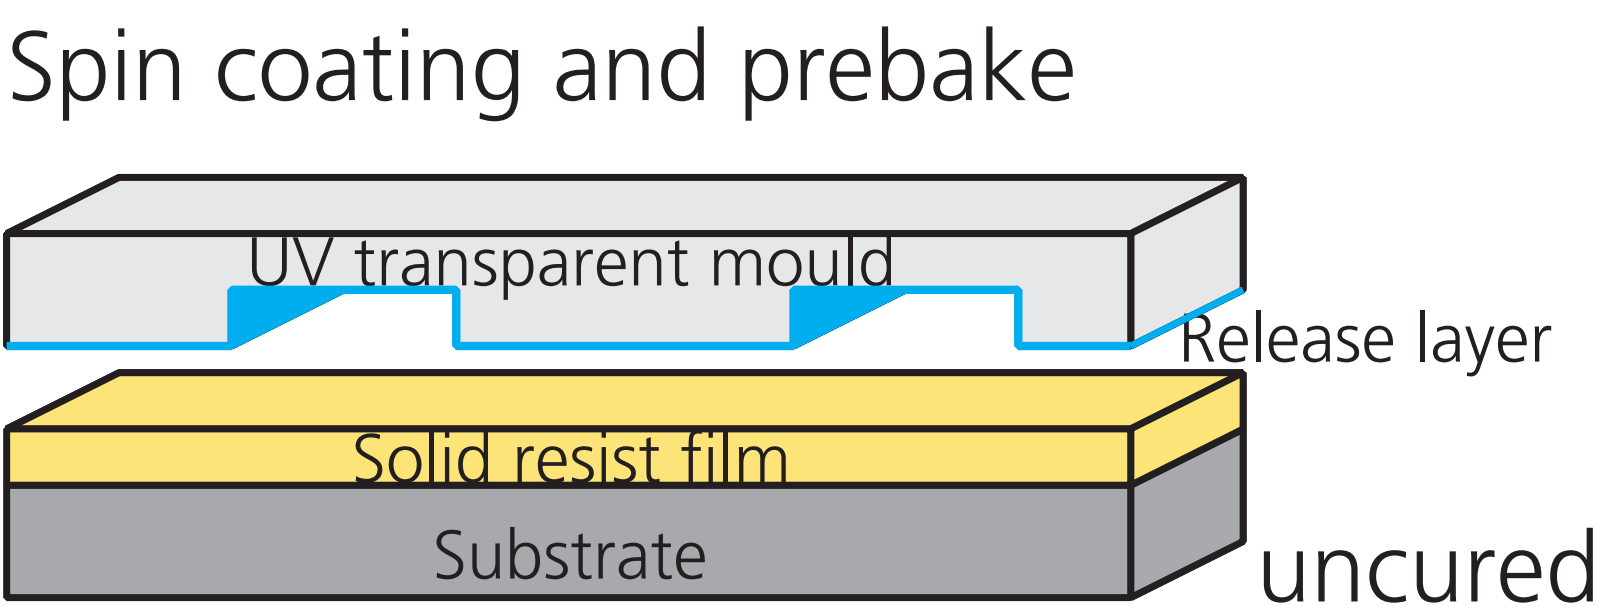 Spin coating and prebake
UV transparent mould
Release layer
Solid resist film
Substrate
uncured